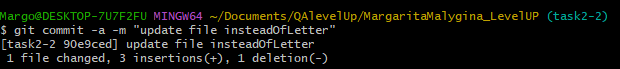 Margo@DESKTOP-7U7F2FU MINGW64 ~/Documents/QAlevelUp/MargaritaMalygina_LevelUP (task2-2)
$ git commit -a -m "update file insteadOfLetter"
[task2-2 90e9ced] update file insteadOfLetter
 1 file changed, 3 insertions(+), 1 deletion(-)